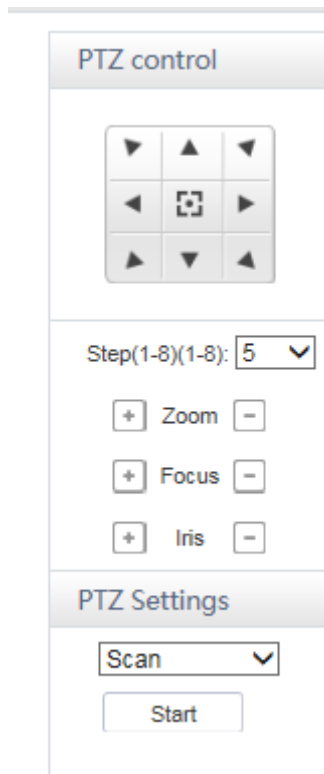 PTZ control
Step(1-8)(1-8): 5
+ Zoom -
+ Focus -
+ Iris -
PTZ Settings
Scan
Start